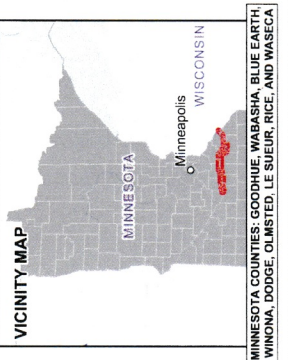 VICINITY MAP
MINNESOTA
Minneapolis
WISCONSIN
MINNESOTA COUNTIES: GOODHUE, WABASHA, BLUE EARTH,
WINONA, DODGE, OLMSTED, LE SUEUR, RICE, AND WASECA